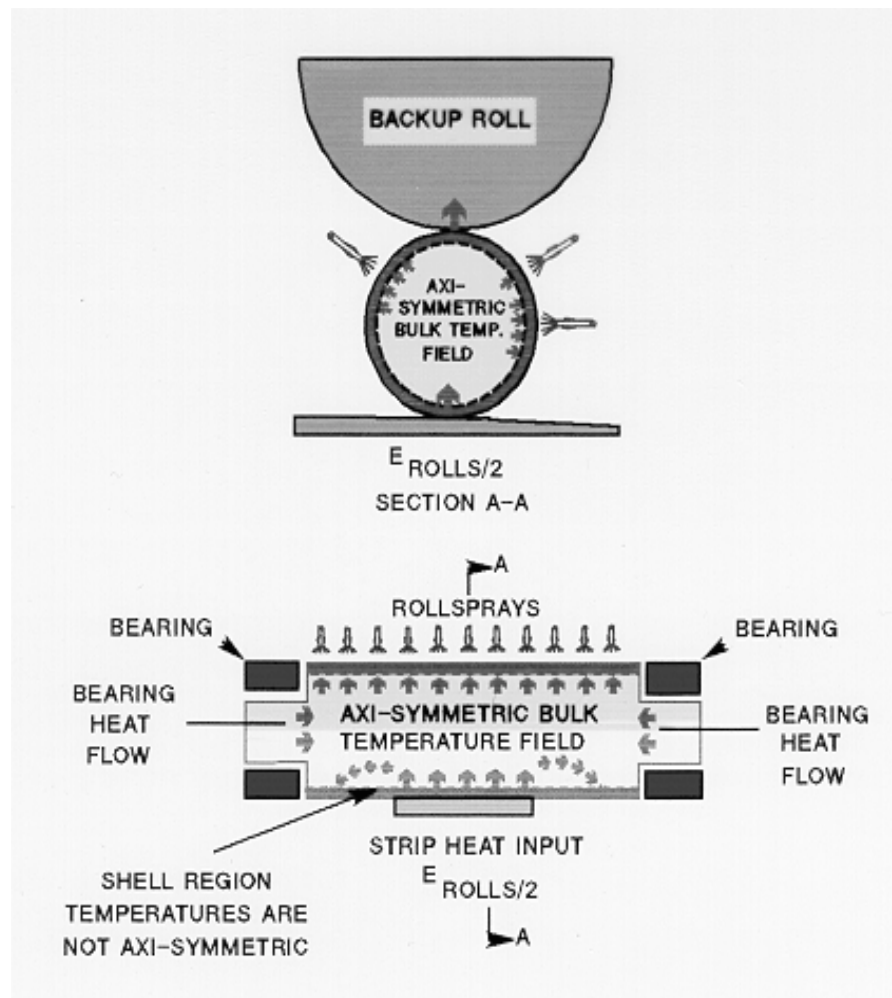 BACKUP ROLL
AXI-
SYMMETRIC
BULK TEMP.
FIELD
E ROLLS/2
SECTION A-A
A
ROLLSPRAYS
BEARING
BEARING
BEARING
HEAT
FLOW
AXI-SYMMETRIC BULK
TEMPERATURE FIELD
BEARING
HEAT
FLOW
STRIP HEAT INPUT
E ROLLS/2
A
SHELL REGION
TEMPERATURES ARE
NOT AXI-SYMMETRIC